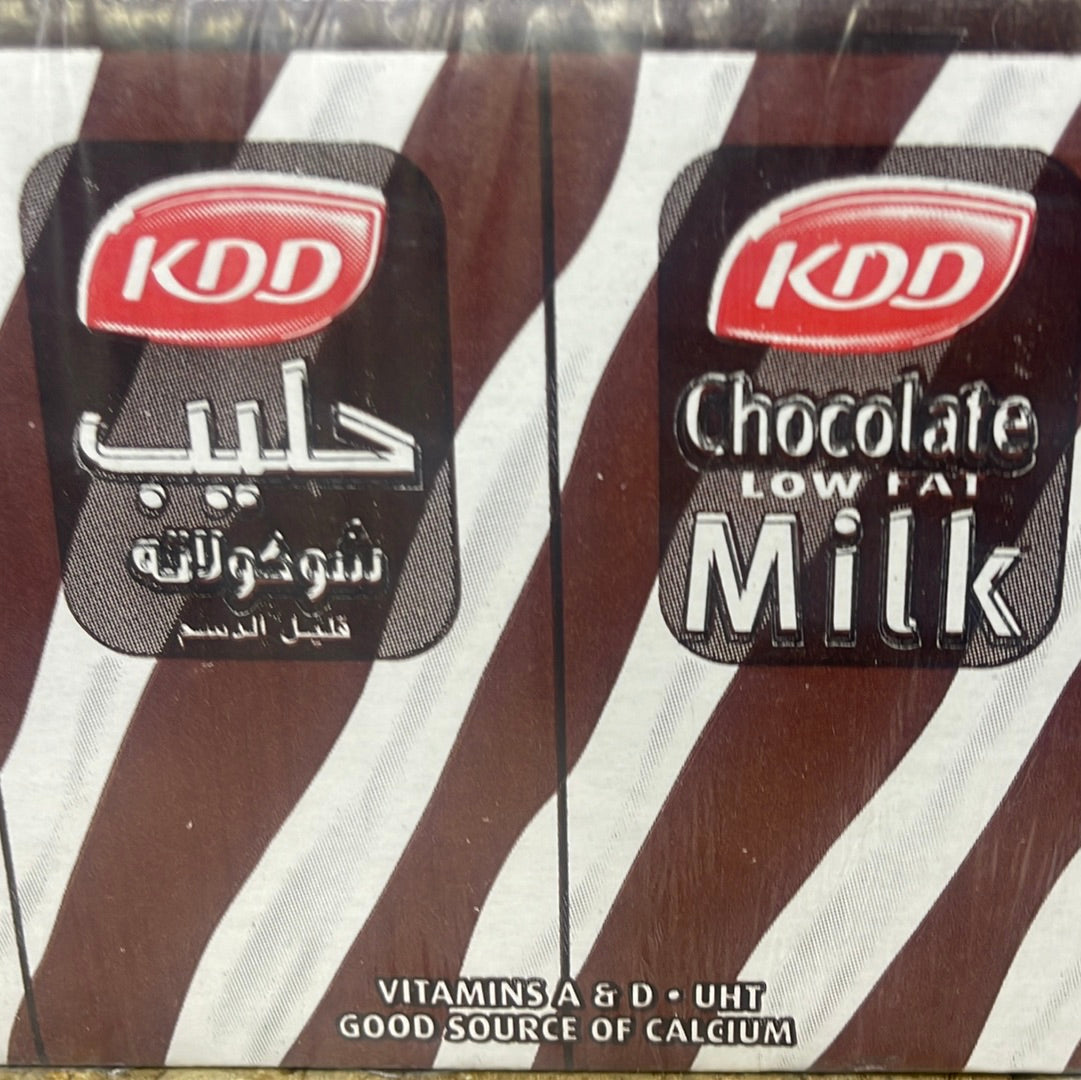 KDD
حليب
شوكولاتة
قليل الدسم
KDD
Chocolate
LOW FAT
Milk
VITAMINS A & D • UHT
GOOD SOURCE OF CALCIUM